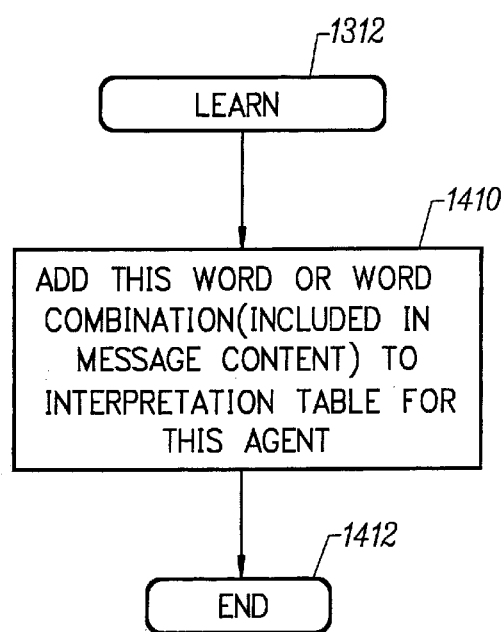 1312
LEARN
1410
ADD THIS WORD OR WORD
COMBINATION(INCLUDED IN
MESSAGE CONTENT) TO
INTERPRETATION TABLE FOR
THIS AGENT
1412
END